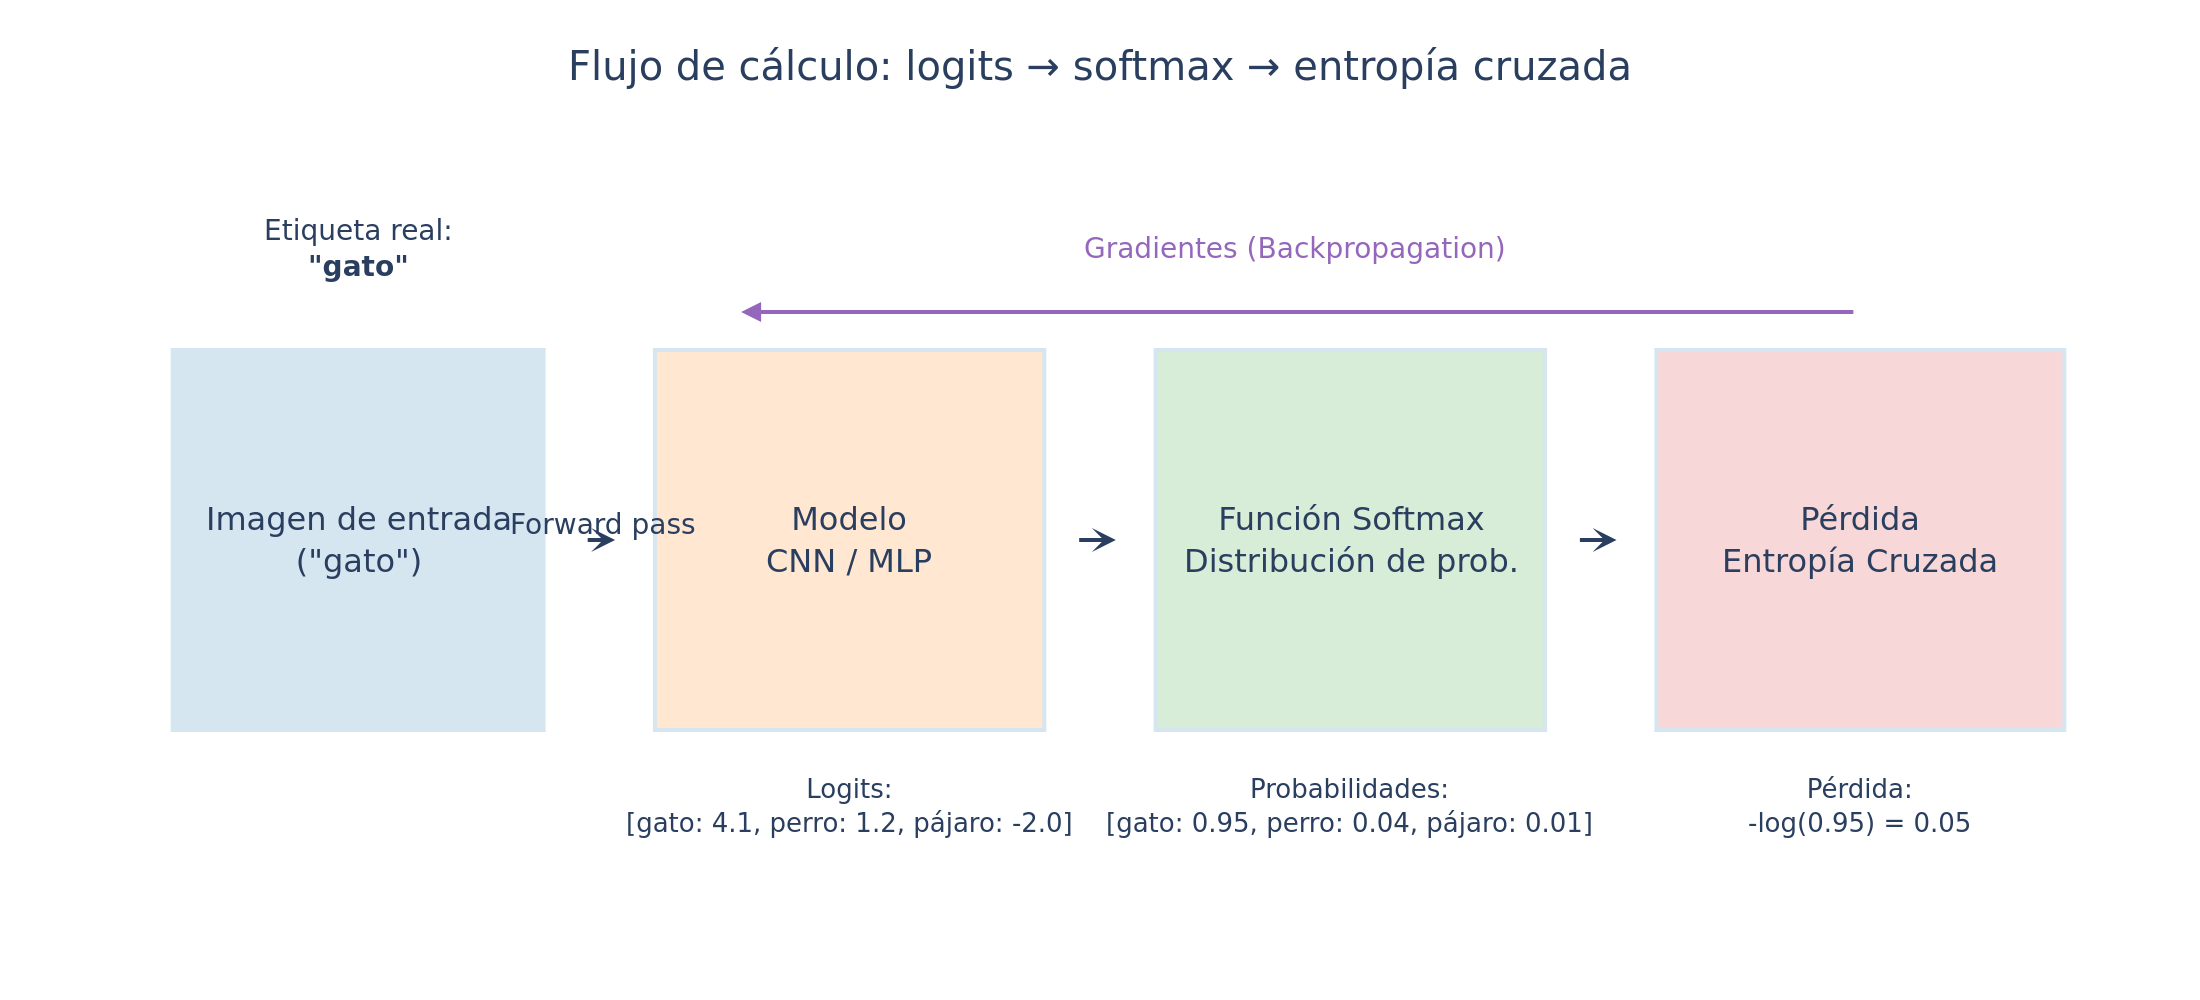 Flujo de cálculo: logits → softmax → entropía cruzada
Etiqueta real:
"gato"
Gradientes (Backpropagation)
Imagen de entrada
("gato")
Forward pass
Modelo
CNN / MLP
Función Softmax
Distribución de prob.
Pérdida
Entropía Cruzada
Logits:
[gato: 4.1, perro: 1.2, pájaro: -2.0]
Probabilidades:
[gato: 0.95, perro: 0.04, pájaro: 0.01]
Pérdida:
-log(0.95) = 0.05